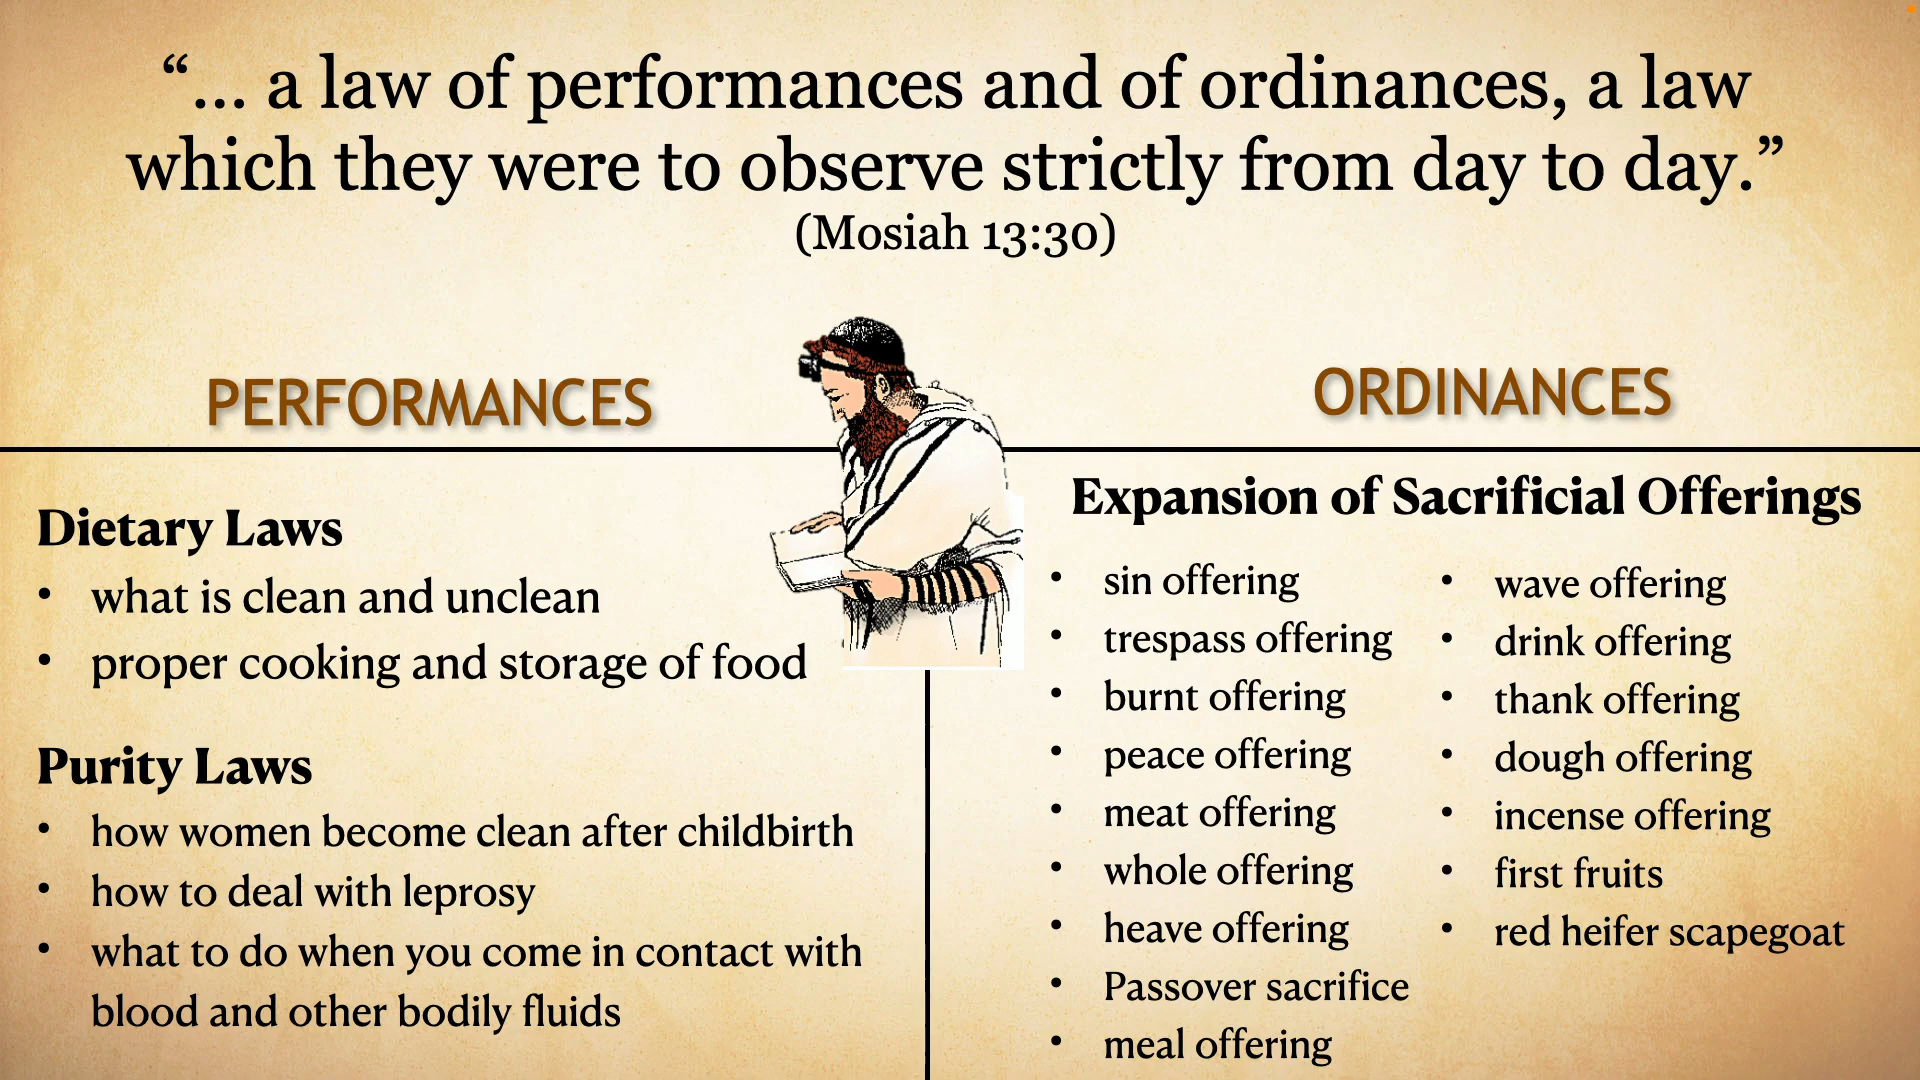 “... a law of performances and of ordinances, a law
which they were to observe strictly from day to day.”
(Mosiah 13:30)
PERFORMANCES
Dietary Laws
• what is clean and unclean
• proper cooking and storage of food
Purity Laws
• how women become clean after childbirth
• how to deal with leprosy
• what to do when you come in contact with
blood and other bodily fluids
ORDINANCES
Expansion of Sacrificial Offerings
• sin offering
• trespass offering
• burnt offering
• peace offering
• meat offering
• whole offering
• heave offering
• Passover sacrifice
• meal offering
• wave offering
• drink offering
• thank offering
• dough offering
• incense offering
• first fruits
• red heifer scapegoat